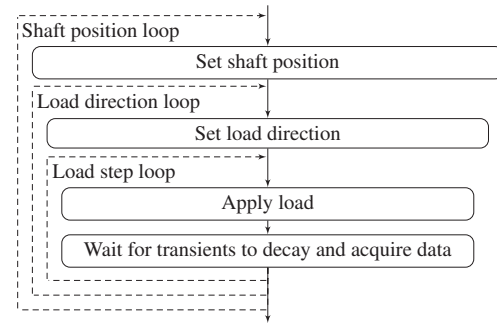 Shaft position loop
Set shaft position
Load direction loop
Set load direction
Load step loop
Apply load
Wait for transients to decay and acquire data